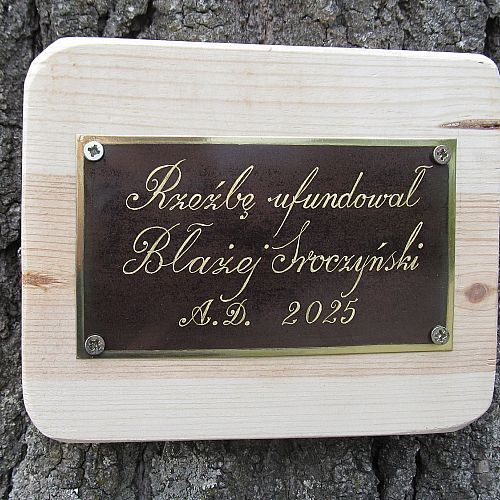 Rzeźbę ufundował
Błażej Sroczyński
A.D. 2025